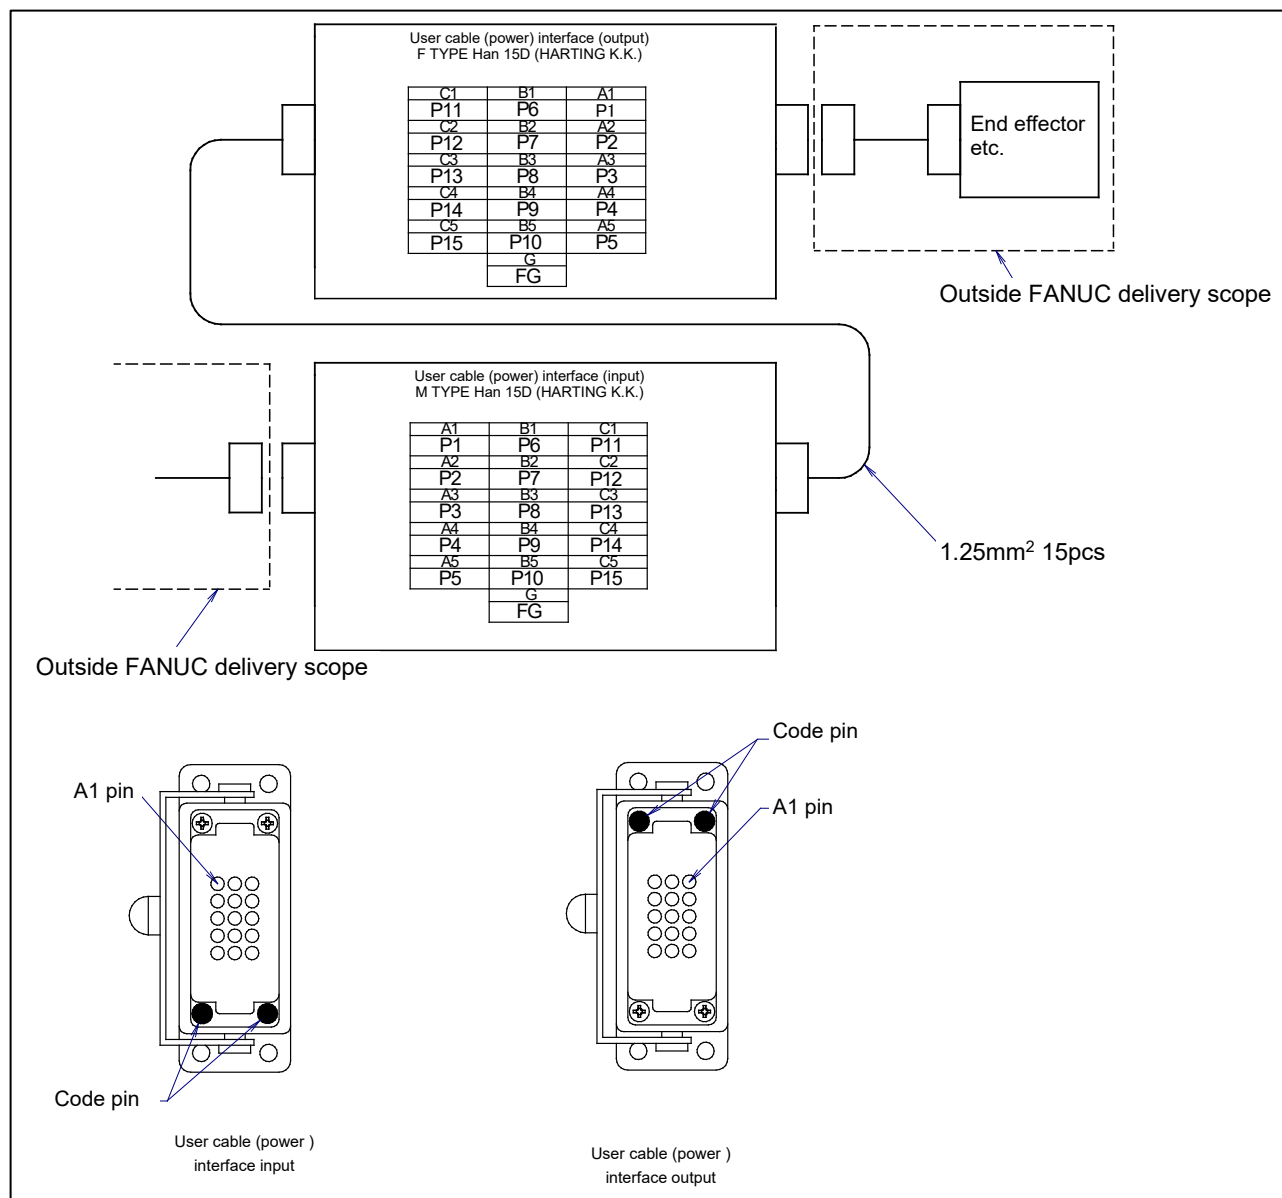 User cable (power) interface (output)
F TYPE Han 15D (HARTING K.K.)
C1 B1 A1
P11 P6 P1
C2 B2 A2
P12 P7 P2
C3 B3 A3
P13 P8 P3
C4 B4 A4
P14 P9 P4
C5 B5 A5
P15 P10 P5
G
FG
End effector
etc.
Outside FANUC delivery scope
User cable (power) interface (input)
M TYPE Han 15D (HARTING K.K.)
A1 B1 C1
P1 P6 P11
A2 B2 C2
P2 P7 P12
A3 B3 C3
P3 P8 P13
A4 B4 C4
P4 P9 P14
A5 B5 C5
P5 P10 P15
G
FG
1.25mm² 15pcs
Outside FANUC delivery scope
A1 pin
Code pin
User cable (power )
interface input
Code pin
A1 pin
User cable (power )
interface output